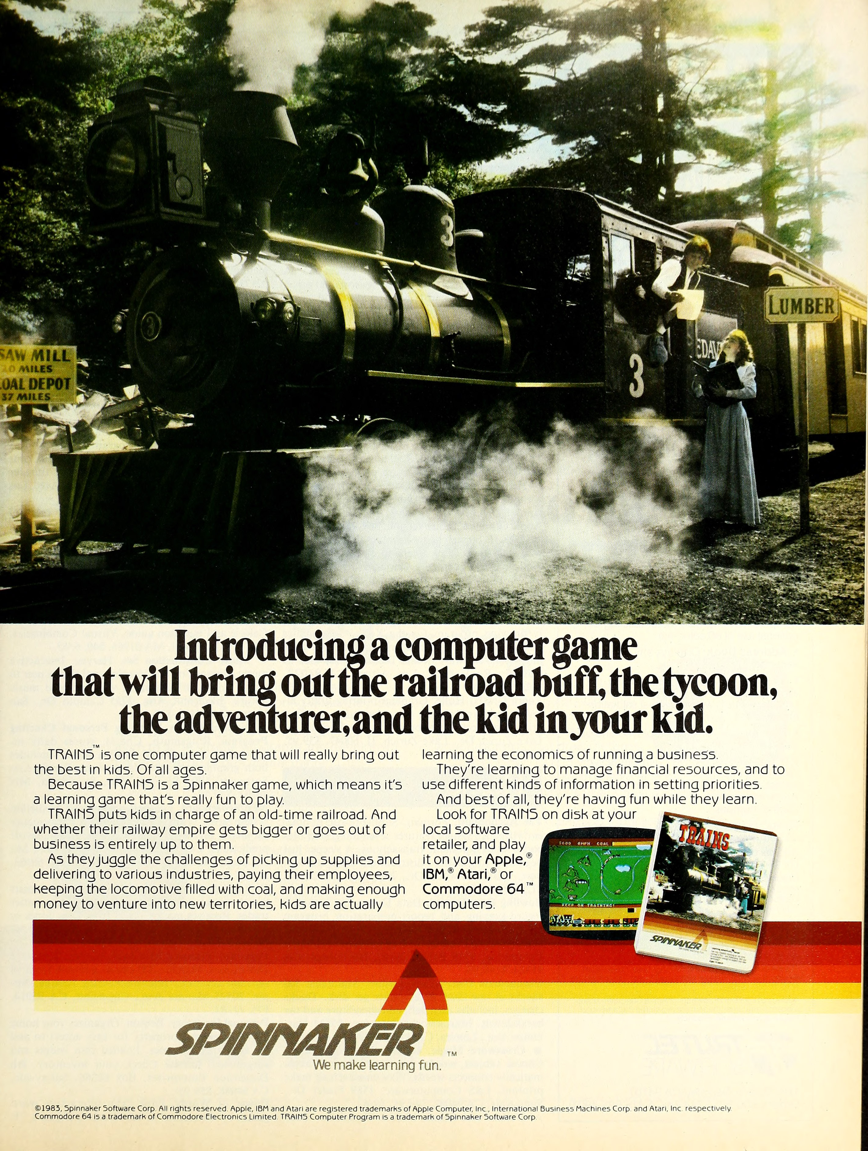 3
3
3
EDAV
LUMBER
SAW MILL
10 MILES
COAL DEPOT
37 MILES
Introducing a computer game
that will bring out the railroad buff, the tycoon,
the adventurer, and the kid in your kid.
TRAINS™ is one computer game that will really bring out
the best in kids. Of all ages.
Because TRAINS is a Spinnaker game, which means it's
a learning game that's really fun to play.
TRAINS puts kids in charge of an old-time railroad. And
whether their railway empire gets bigger or goes out of
business is entirely up to them.
As they juggle the challenges of picking up supplies and
delivering to various industries, paying their employees,
keeping the locomotive filled with coal, and making enough
money to venture into new territories, kids are actually
learning the economics of running a business.
They're learning to manage financial resources, and to
use different kinds of information in setting priorities.
And best of all, they're having fun while they learn.
Look for TRAINS on disk at your
local software
retailer, and play
it on your Apple,®
IBM,® Atari,® or
Commodore 64™
computers.
TRAINS
SPINNAKER
SPINNAKER™
We make learning fun.
©1983, Spinnaker Software Corp. All rights reserved. Apple, IBM and Atari are registered trademarks of Apple Computer, Inc., International Business Machines Corp. and Atari, Inc. respectively.
Commodore 64 is a trademark of Commodore Electronics Limited. TRAINS Computer Program is a trademark of Spinnaker Software Corp.